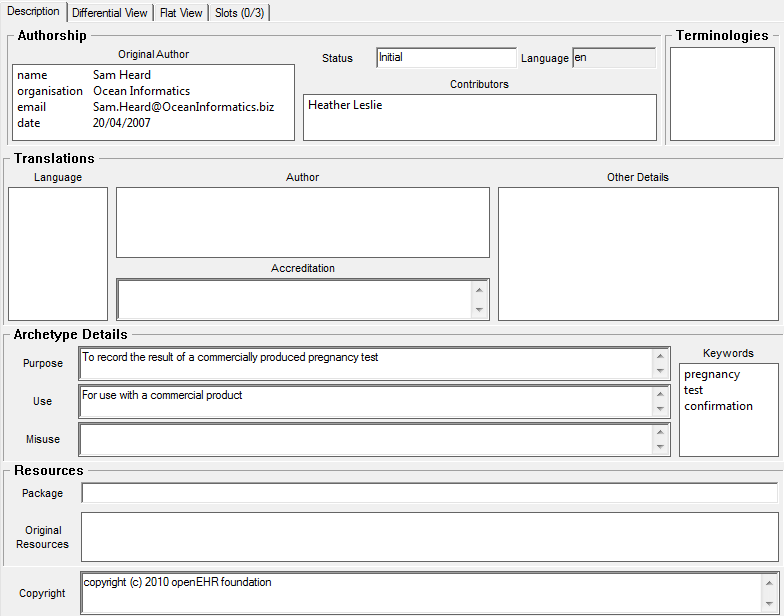 Description Differential View Flat View Slots (0/3)
Authorship
Terminologies
Original Author
Status Initial Language en
name Sam Heard
organisation Ocean Informatics
email Sam.Heard@OceanInformatics.biz
date 20/04/2007
Contributors
Heather Leslie
Translations
Language Author Other Details
Accreditation
Archetype Details
Purpose To record the result of a commercially produced pregnancy test
Use For use with a commercial product
Misuse
Keywords
pregnancy
test
confirmation
Resources
Package
Original
Resources
Copyright copyright (c) 2010 openEHR foundation